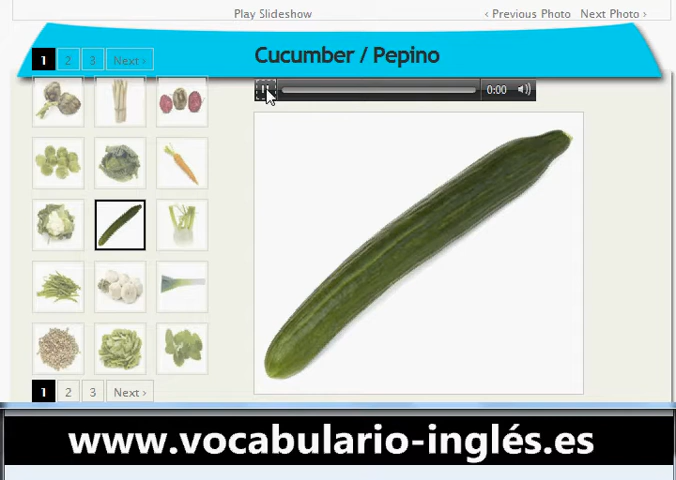 Play Slideshow ‹ Previous Photo Next Photo ›
Cucumber / Pepino
1 2 3 Next ›
0:00
1 2 3 Next ›
www.vocabulario-inglés.es